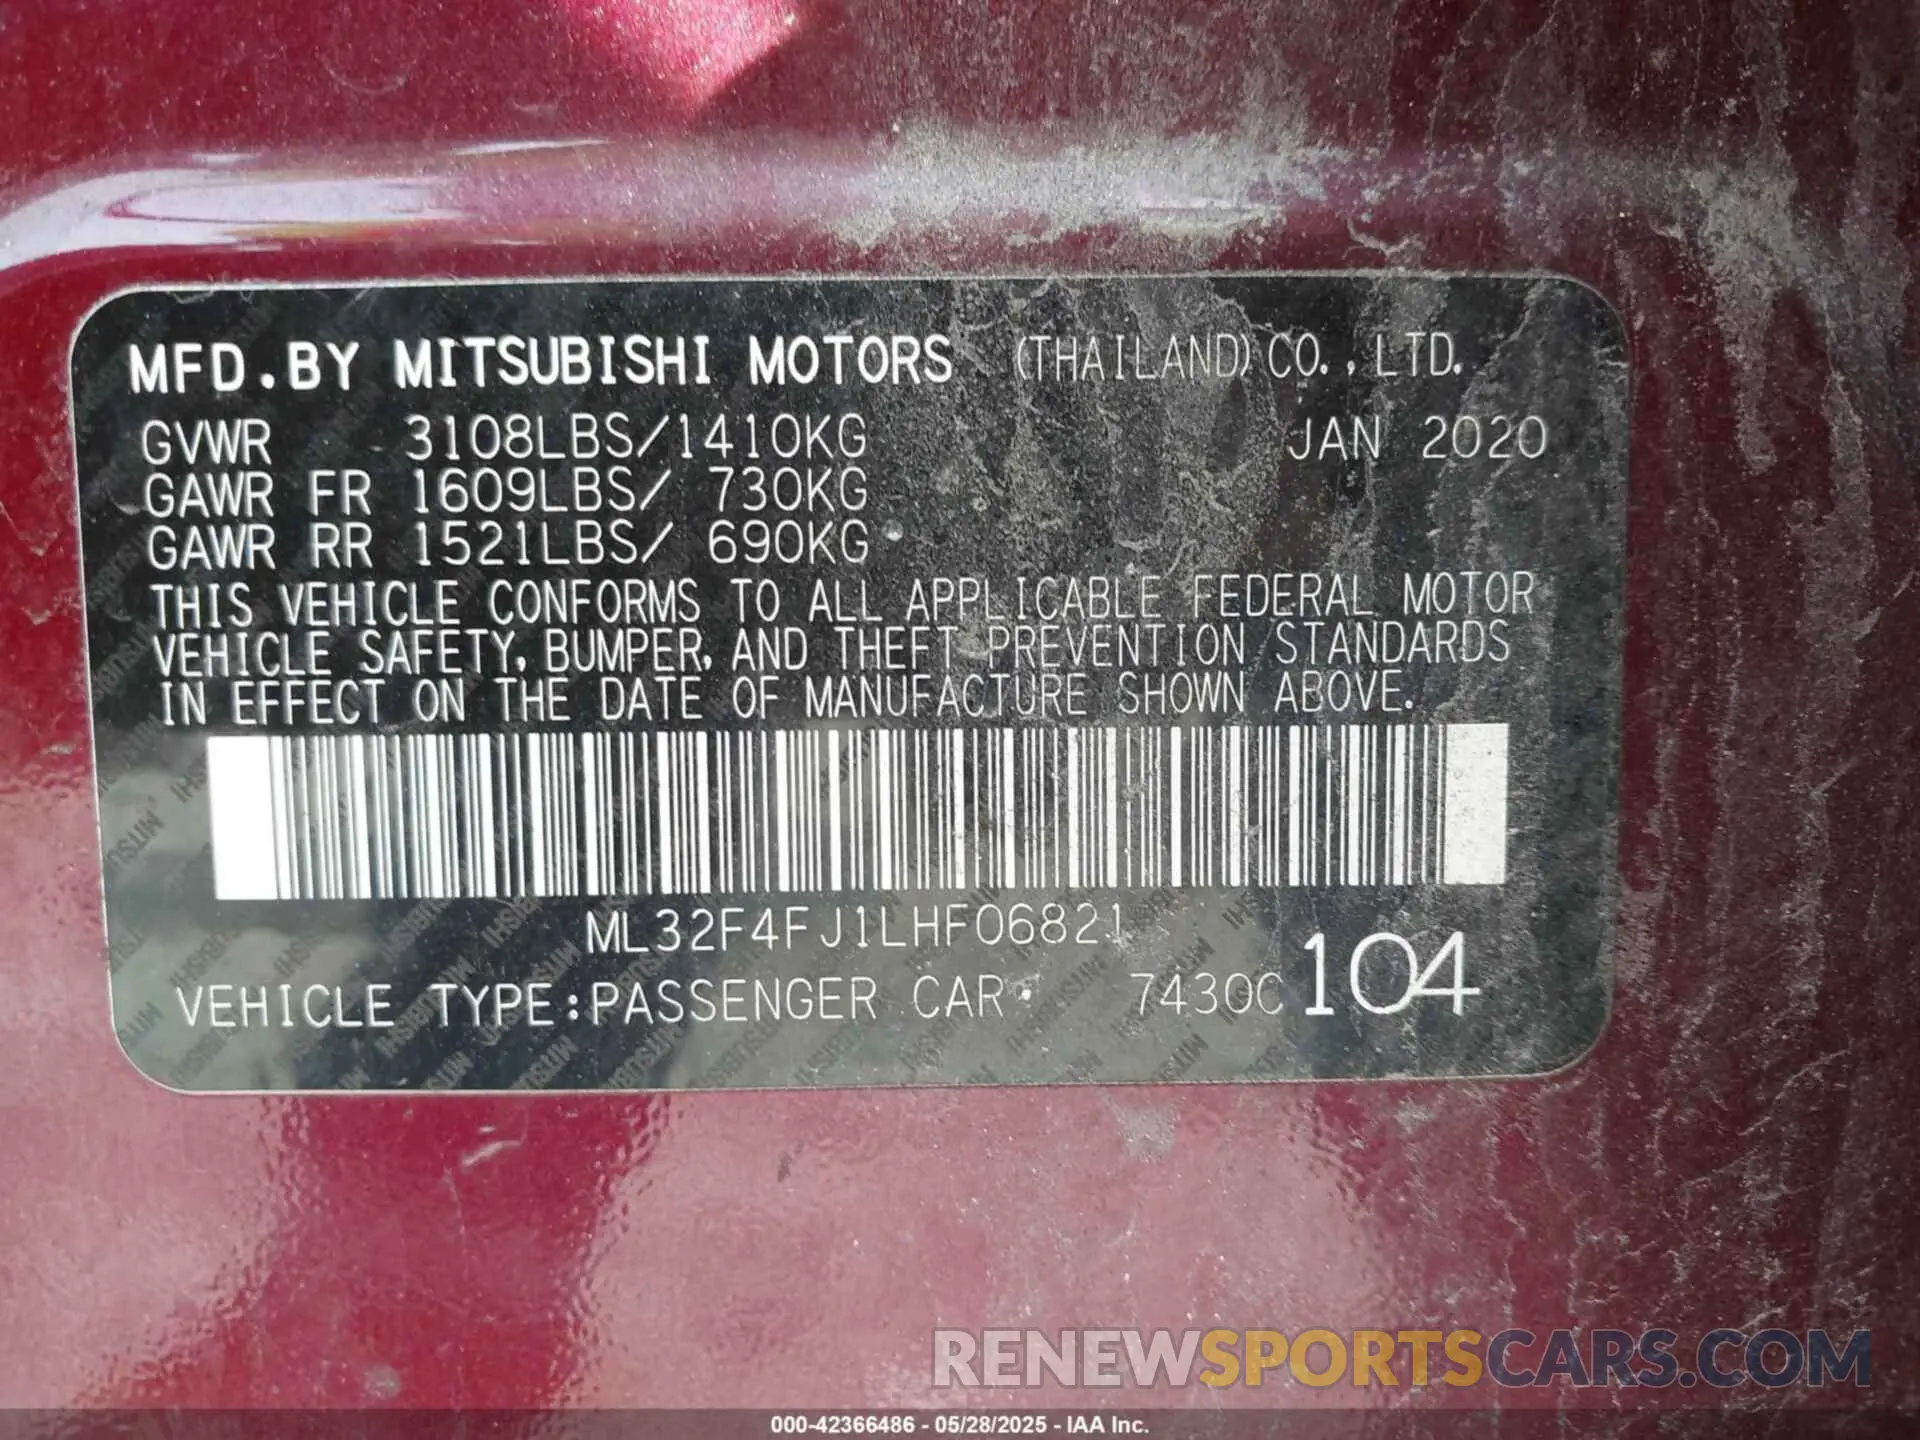 MFD.BY MITSUBISHI MOTORS (THAILAND)CO.,LTD.
GVWR 3108LBS/1410KG JAN 2020
GAWR FR 1609LBS/ 730KG
GAWR RR 1521LBS/ 690KG
THIS VEHICLE CONFORMS TO ALL APPLICABLE FEDERAL MOTOR
VEHICLE SAFETY, BUMPER, AND THEFT PREVENTION STANDARDS
IN EFFECT ON THE DATE OF MANUFACTURE SHOWN ABOVE.
ML32F4FJ1LHF06821
VEHICLE TYPE:PASSENGER CAR 7430C 104
RENEWSPORTSCARS.COM
000-42366486 - 05/28/2025 - IAA Inc.